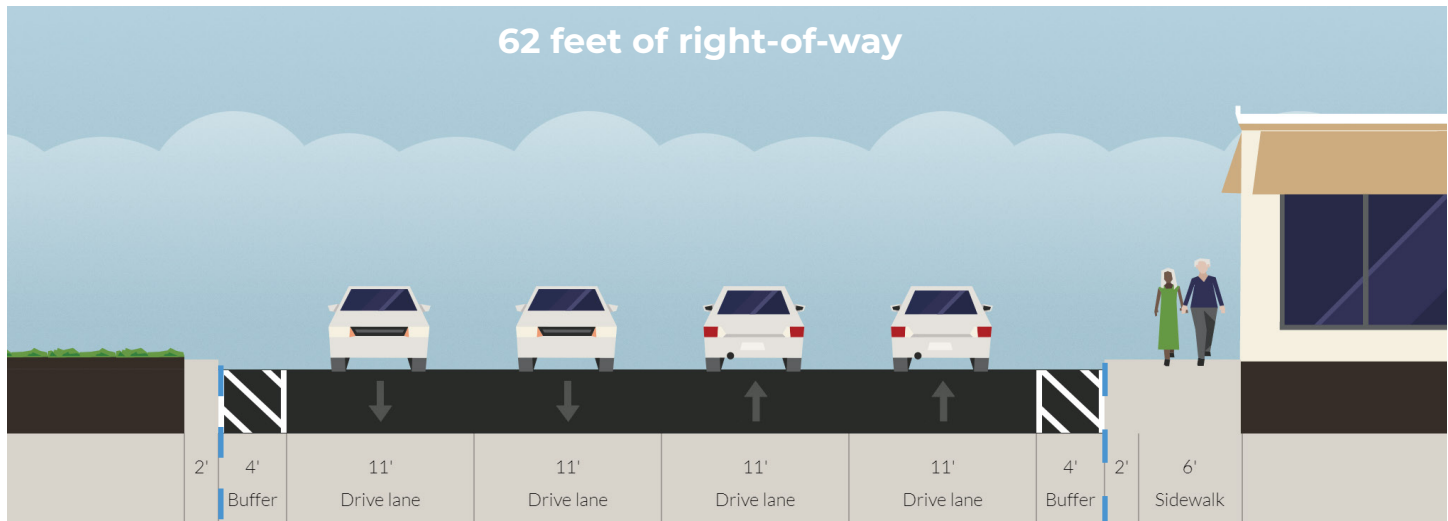 62 feet of right-of-way
2' 4' 11' 11' 11' 11' 4' 2' 6'
Buffer Drive lane Drive lane Drive lane Drive lane Buffer Sidewalk